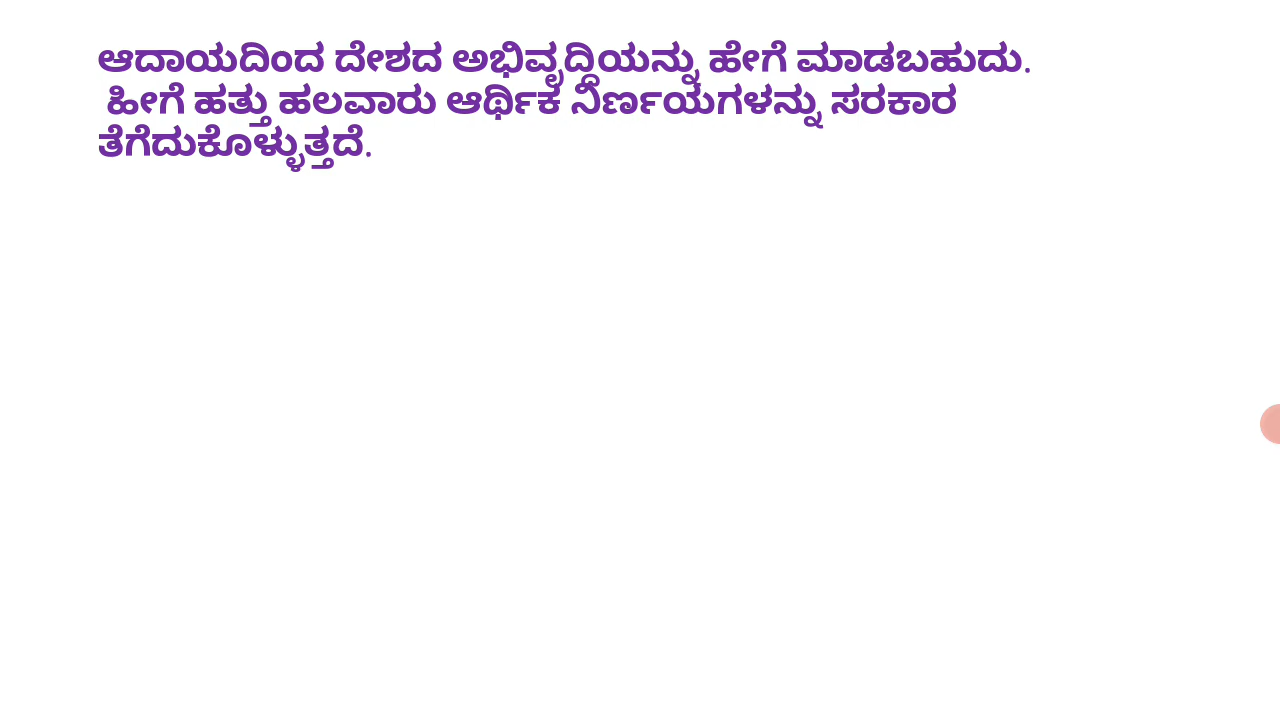 ಆದಾಯದಿಂದ ದೇಶದ ಅಭಿವೃದ್ಧಿಯನ್ನು ಹೇಗೆ ಮಾಡಬಹುದು.
ಹೀಗೆ ಹತ್ತು ಹಲವಾರು ಆರ್ಥಿಕ ನಿರ್ಣಯಗಳನ್ನು ಸರಕಾರ
ತೆಗೆದುಕೊಳ್ಳುತ್ತದೆ.